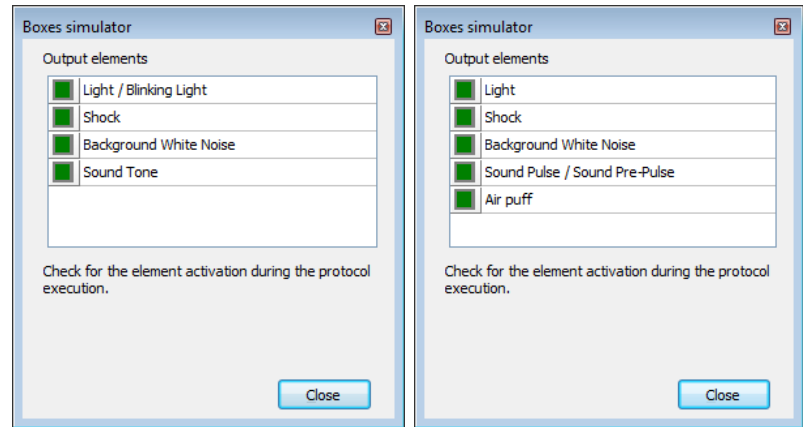 Boxes simulator
Output elements
Light / Blinking Light
Shock
Background White Noise
Sound Tone
Check for the element activation during the protocol
execution.
Close
Boxes simulator
Output elements
Light
Shock
Background White Noise
Sound Pulse / Sound Pre-Pulse
Air puff
Check for the element activation during the protocol
execution.
Close